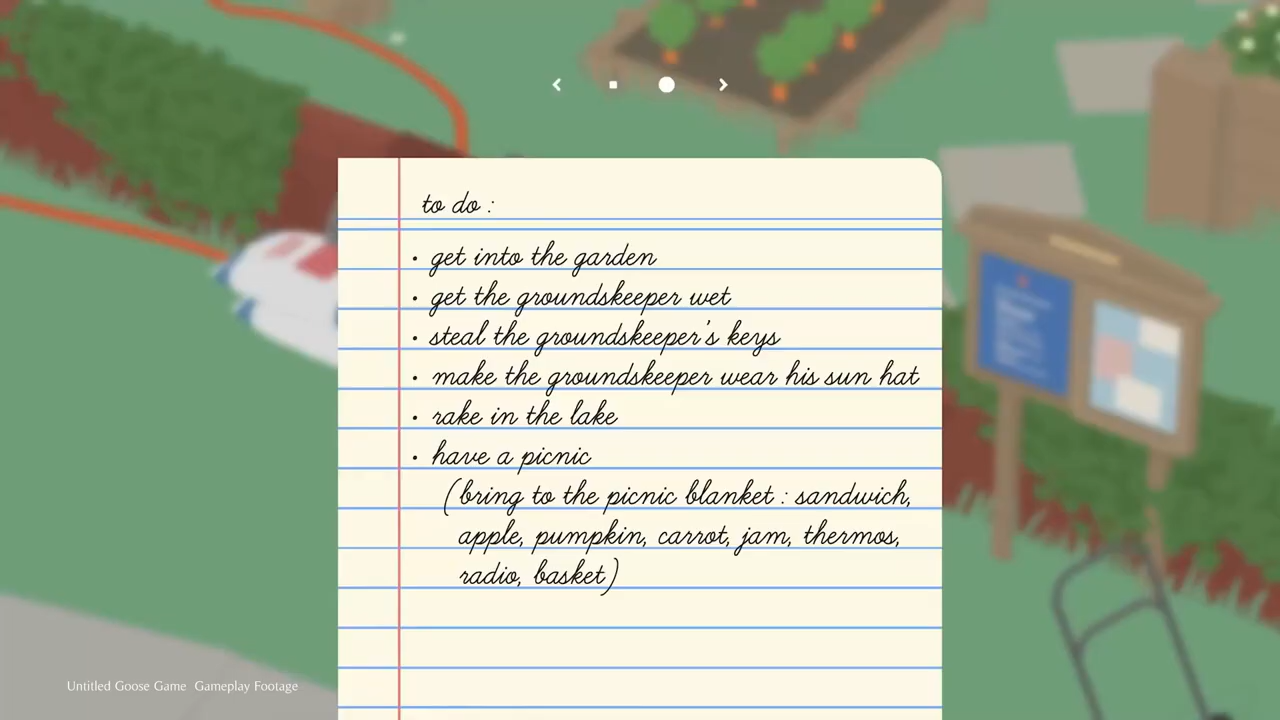 to do :
• get into the garden
• get the groundskeeper wet
• steal the groundskeeper's keys
• make the groundskeeper wear his sun hat
• rake in the lake
• have a picnic
(bring to the picnic blanket : sandwich,
apple, pumpkin, carrot, jam, thermos,
radio, basket)
Untitled Goose Game Gameplay Footage